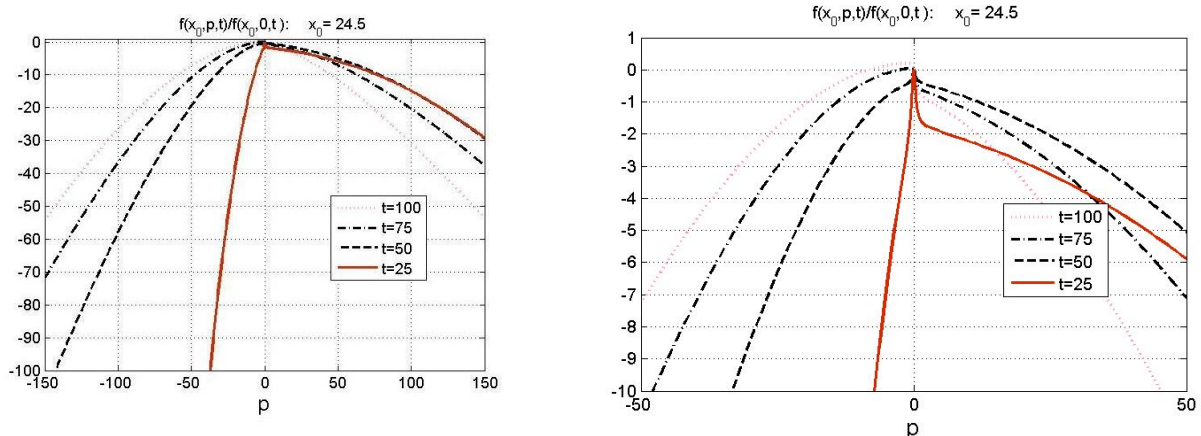 f(x0,p,t)/f(x0,0,t): x0= 24.5
0
-10
-20
-30
-40
-50
-60
-70
-80
-90
-100
-150
-100
-50
0
50
100
150
p
t=100
t=75
t=50
t=25
f(x0,p,t)/f(x0,0,t): x0= 24.5
1
0
-1
-2
-3
-4
-5
-6
-7
-8
-9
-10
-50
0
50
p
t=100
t=75
t=50
t=25